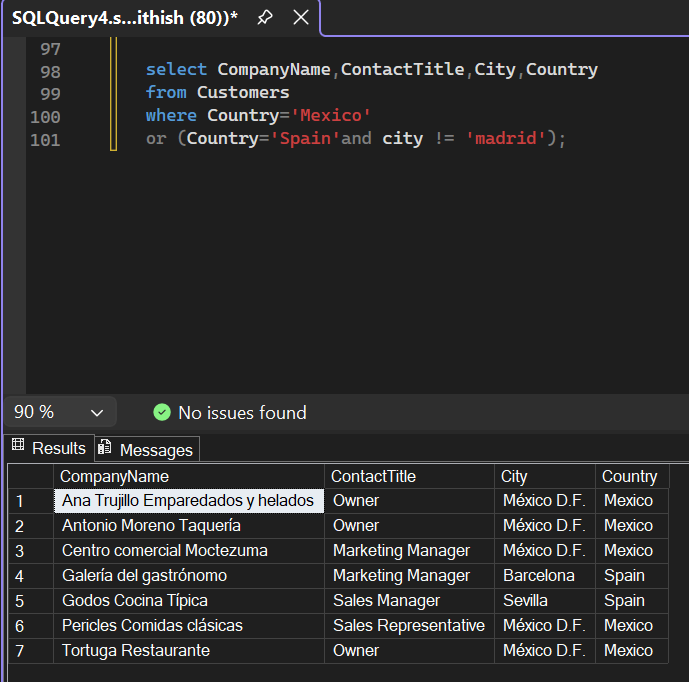 SQLQuery4.s...ithish (80))*
97
98 select CompanyName,ContactTitle,City,Country
99 from Customers
100 where Country='Mexico'
101 or (Country='Spain'and city != 'madrid');
90 % No issues found
Results Messages
CompanyName ContactTitle City Country
1 Ana Trujillo Emparedados y helados Owner México D.F. Mexico
2 Antonio Moreno Taquería Owner México D.F. Mexico
3 Centro comercial Moctezuma Marketing Manager México D.F. Mexico
4 Galería del gastrónomo Marketing Manager Barcelona Spain
5 Godos Cocina Típica Sales Manager Sevilla Spain
6 Pericles Comidas clásicas Sales Representative México D.F. Mexico
7 Tortuga Restaurante Owner México D.F. Mexico